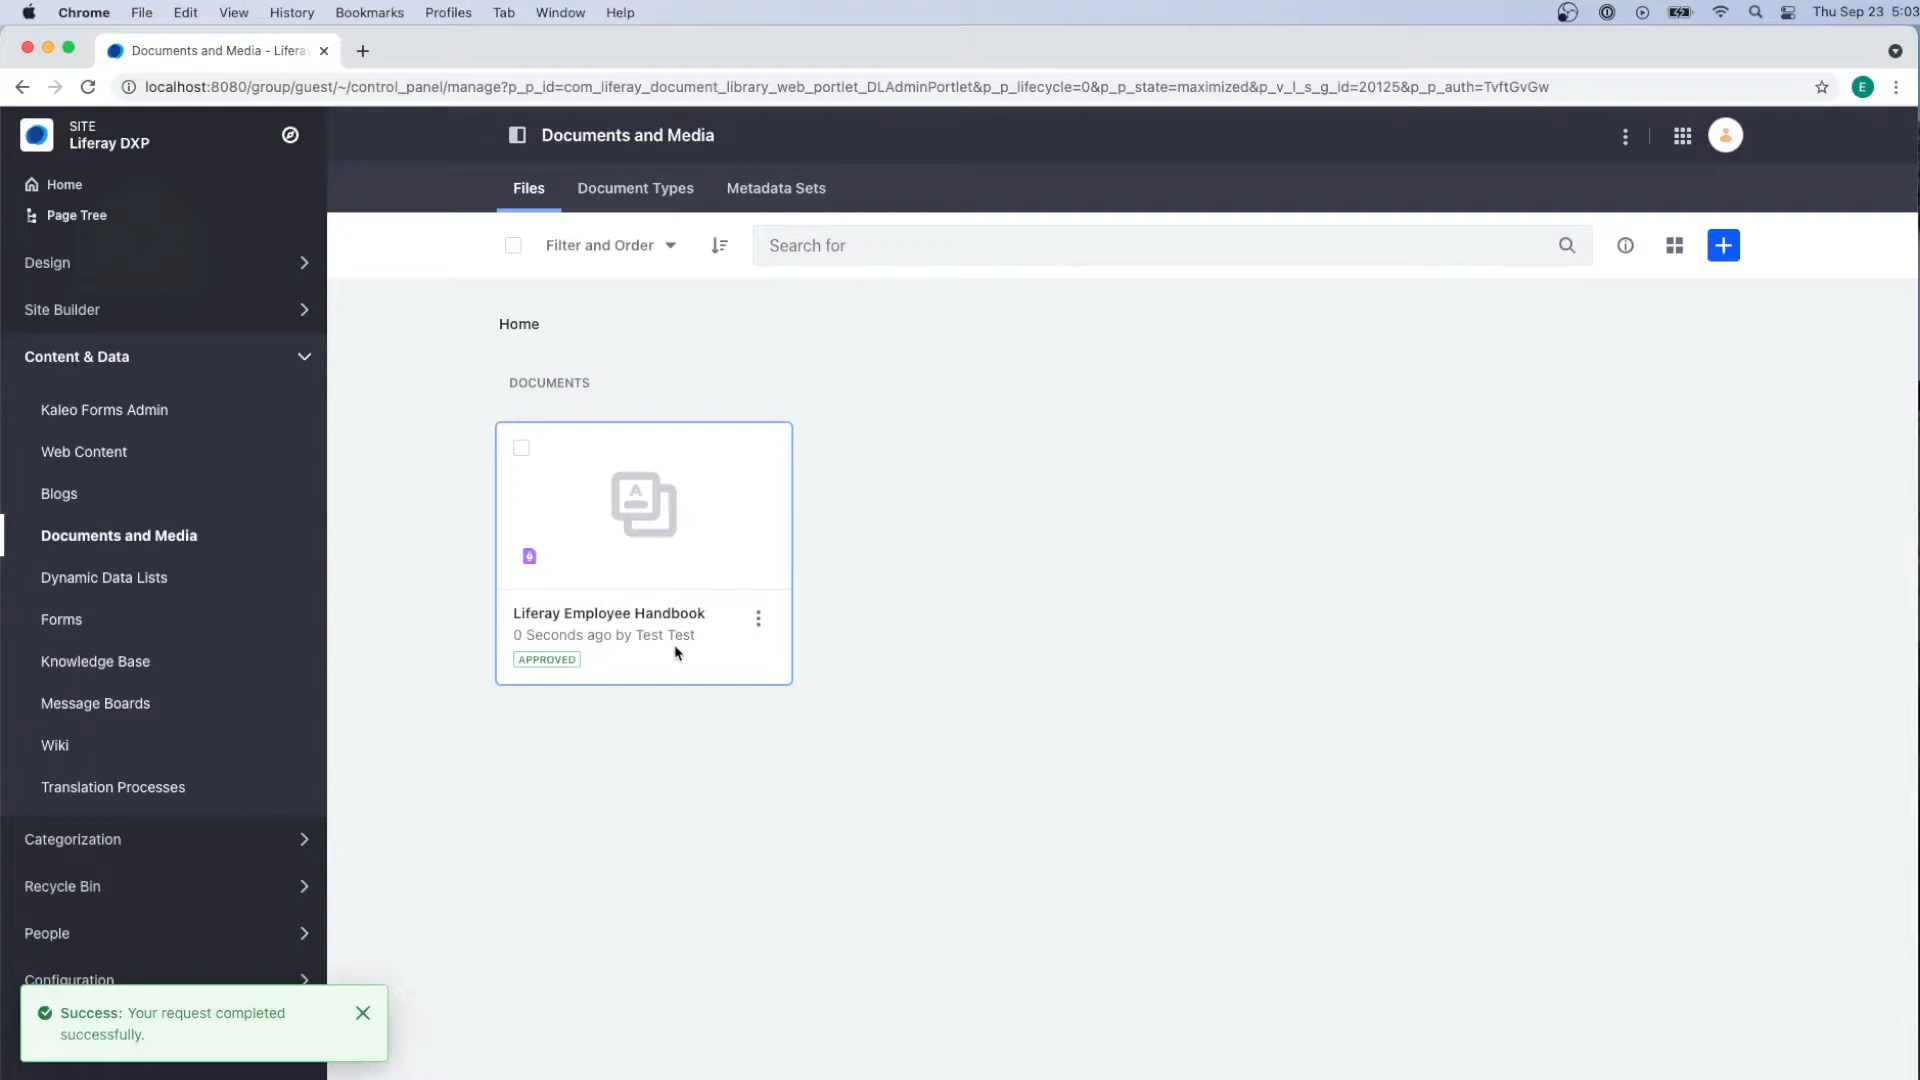 Chrome File Edit View History Bookmarks Profiles Tab Window Help Thu Sep 23 5:03
Documents and Media - Lifera
localhost:8080/group/guest/~/control_panel/manage?p_p_id=com_liferay_document_library_web_portlet_DLAdminPortlet&p_p_lifecycle=0&p_p_state=maximized&p_v_l_s_g_id=20125&p_p_auth=TvftGvGw
E
SITE
Liferay DXP
Home
Page Tree
Design
Site Builder
Content & Data
Kaleo Forms Admin
Web Content
Blogs
Documents and Media
Dynamic Data Lists
Forms
Knowledge Base
Message Boards
Wiki
Translation Processes
Categorization
Recycle Bin
People
Configuration
Success: Your request completed
successfully.
Documents and Media
Files Document Types Metadata Sets
Filter and Order Search for
Home
DOCUMENTS
A
Liferay Employee Handbook
0 Seconds ago by Test Test
APPROVED